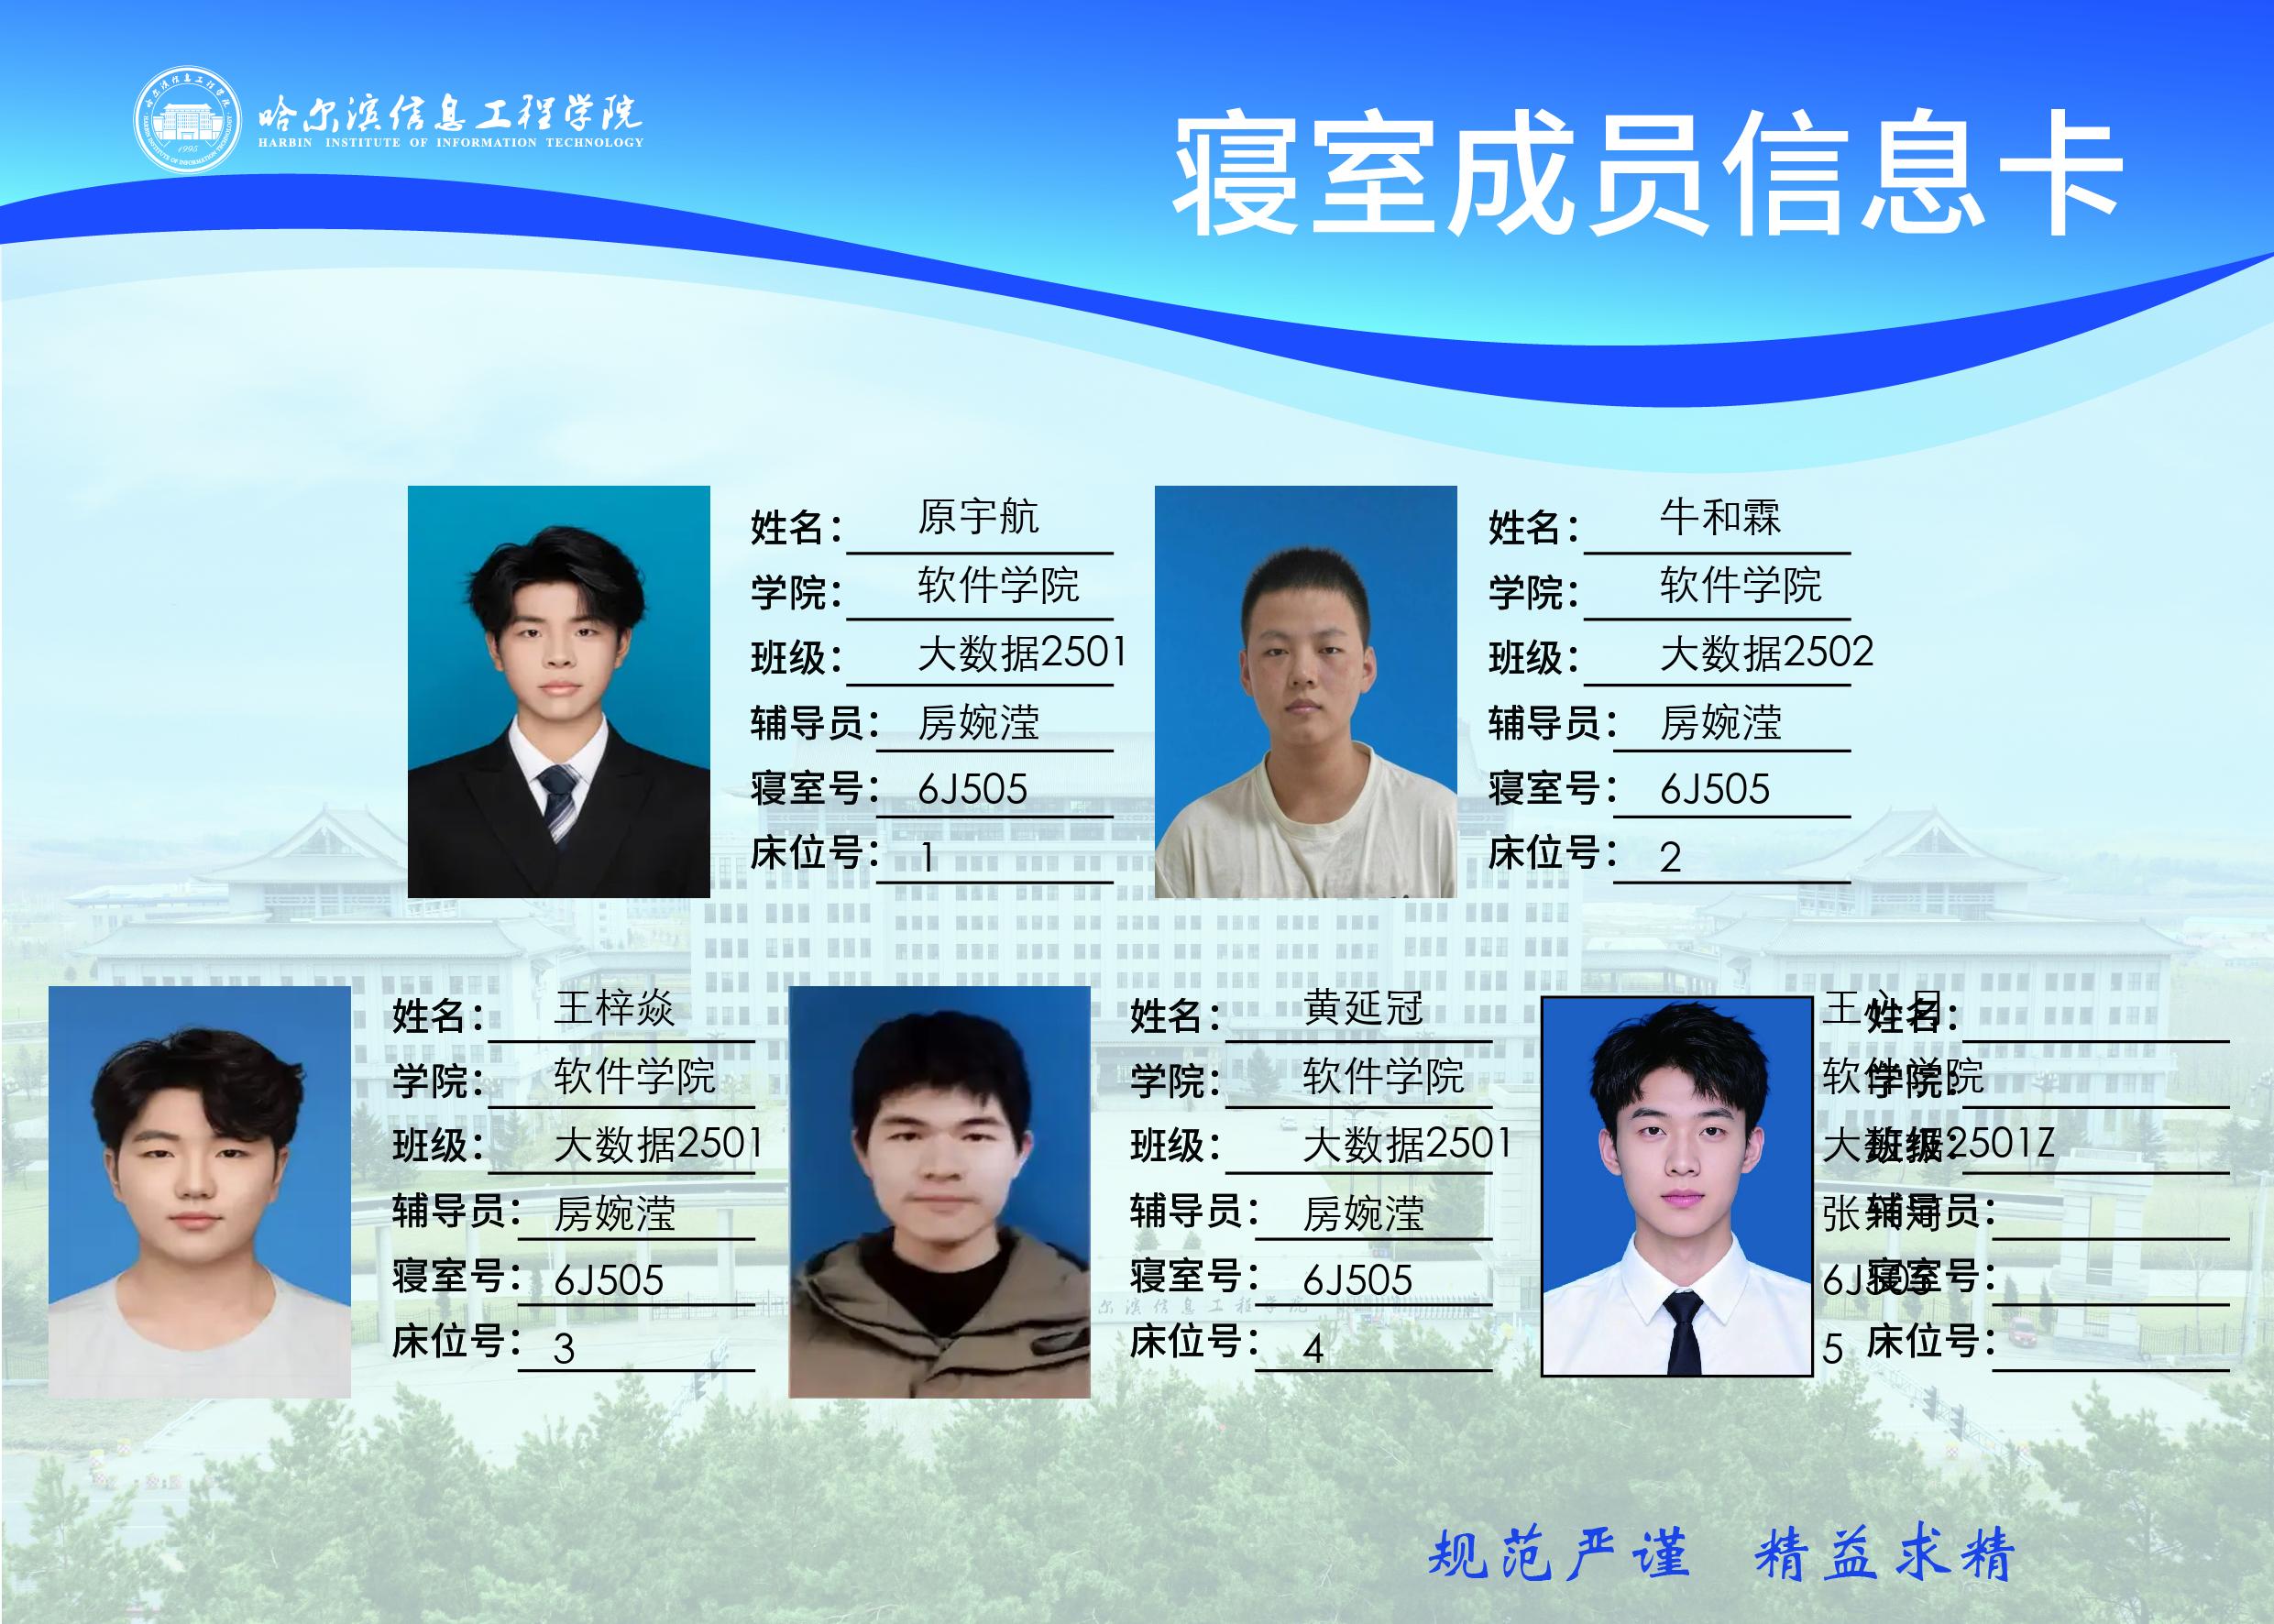 哈尔滨信息工程学院
HARBIN INSTITUTE OF INFORMATION TECHNOLOGY
1995
寝室成员信息卡
姓名：原宇航
学院：软件学院
班级：大数据2501
辅导员：房婉滢
寝室号：6J505
床位号：1
姓名：牛和霖
学院：软件学院
班级：大数据2502
辅导员：房婉滢
寝室号：6J505
床位号：2
姓名：王梓焱
学院：软件学院
班级：大数据2501
辅导员：房婉滢
寝室号：6J505
床位号：3
姓名：黄延冠
学院：软件学院
班级：大数据2501
辅导员：房婉滢
寝室号：6J505
床位号：4
姓名：王
学院：软件学院
班级：大数据2501Z
辅导员：张
寝室号：6J505
床位号：5
规范严谨 精益求精